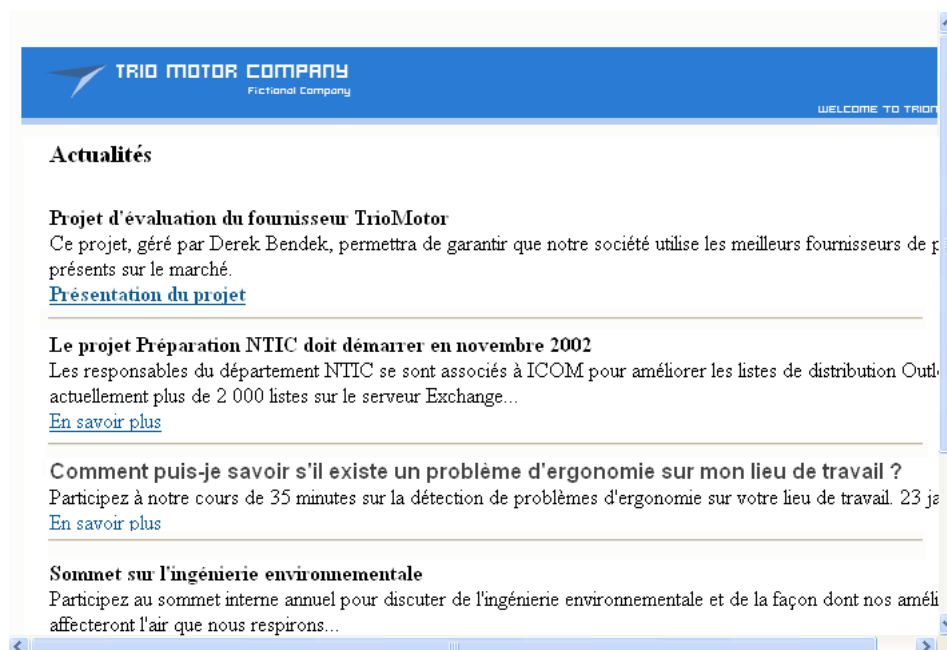 TRIO MOTOR COMPANY
Fictional Company
WELCOME TO
Actualités
Projet d'évaluation du fournisseur TrioMotor
Ce projet, géré par Derek Bendek, permettra de garantir que notre société utilise les meilleurs fournisseurs de
présents sur le marché.
Présentation du projet
Le projet Préparation NTIC doit démarrer en novembre 2002
Les responsables du département NTIC se sont associés à ICOM pour améliorer les listes de distribution
actuellement plus de 2 000 listes sur le serveur Exchange...
En savoir plus
Comment puis-je savoir s'il existe un problème d'ergonomie sur mon lieu de travail ?
Participez à notre cours de 35 minutes sur la détection de problèmes d'ergonomie sur votre lieu de travail. 23
En savoir plus
Sommet sur l'ingénierie environnementale
Participez au sommet interne annuel pour discuter de l'ingénierie environnementale et de la façon dont nos
affecteront l'air que nous respirons...